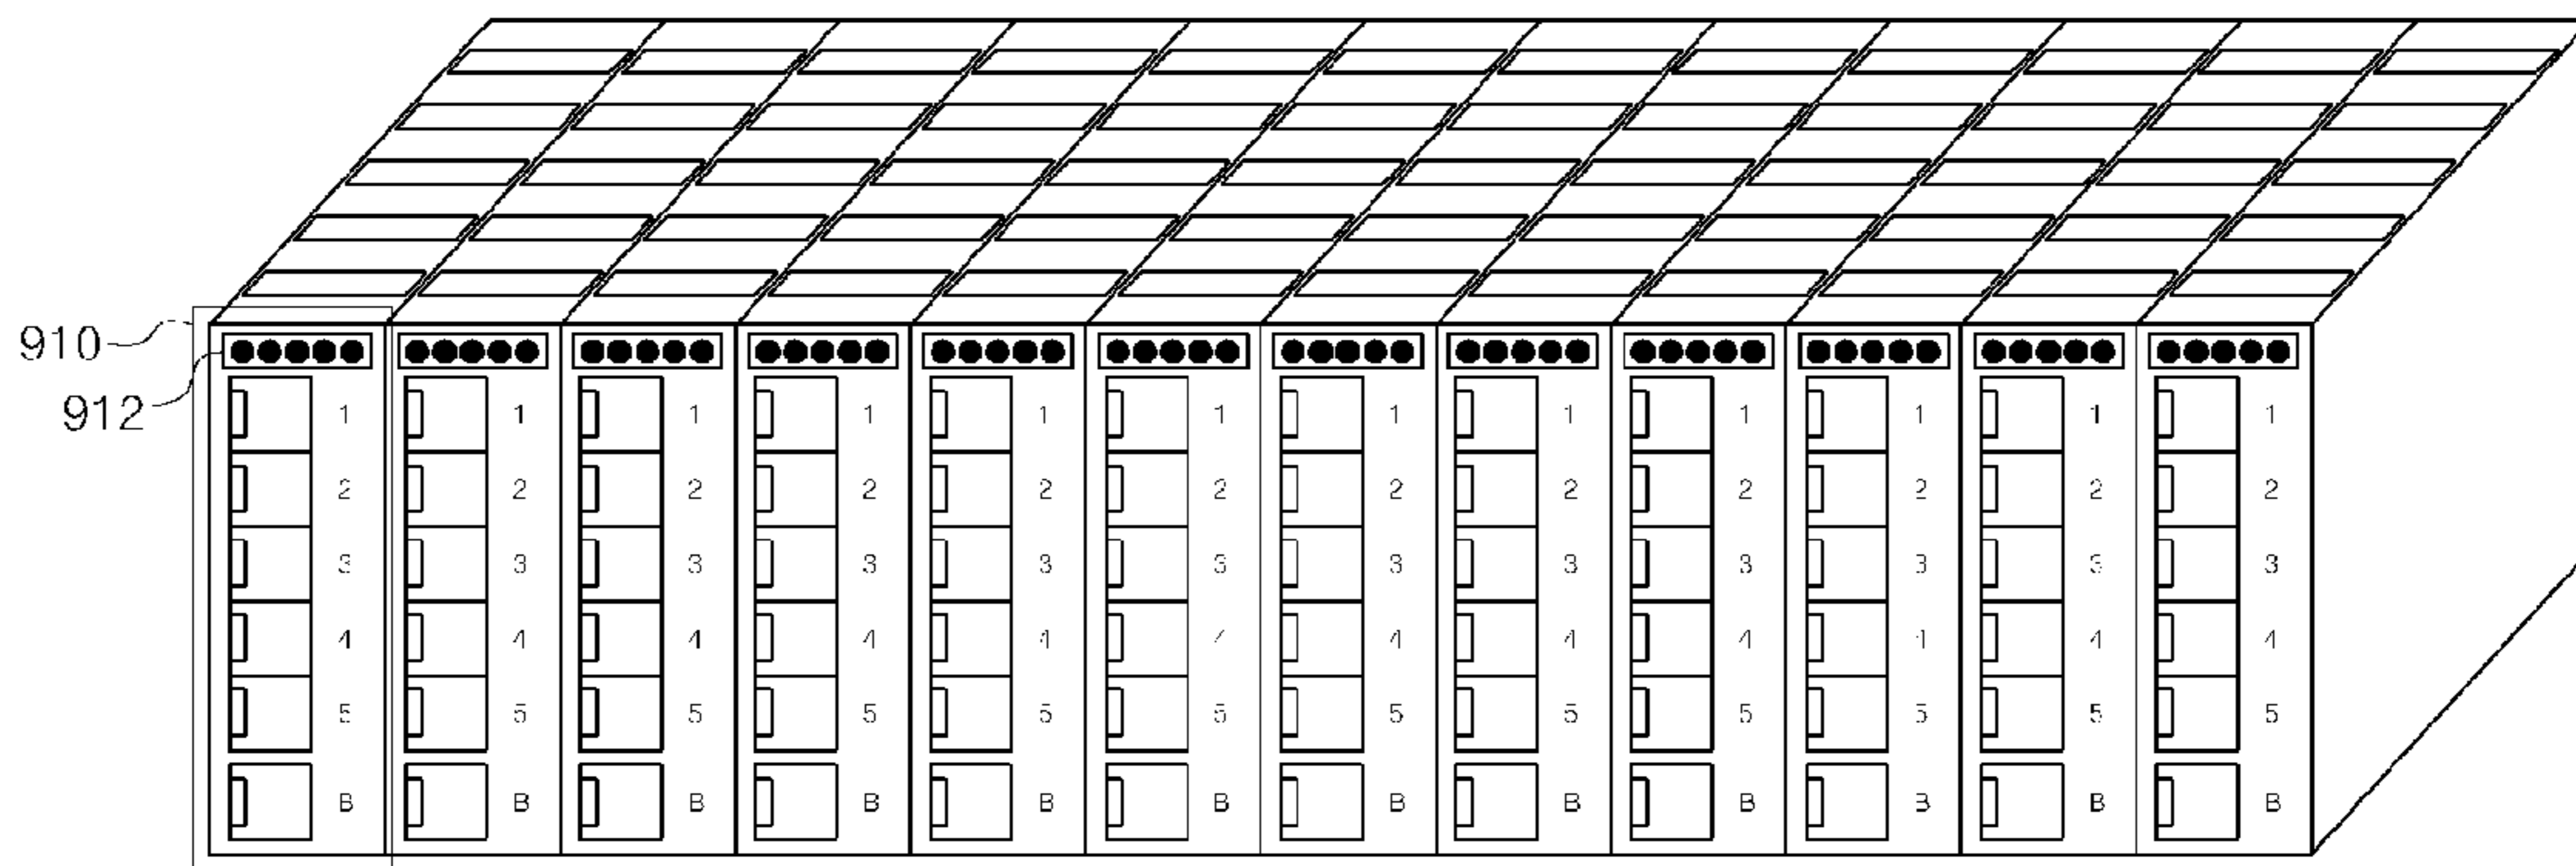 910
912
1 1 1 1 1 1 1 1 1 1 1 1
2 2 2 2 2 2 2 2 2 2 2 2
3 3 3 3 3 3 3 3 3 3 3 3
4 4 4 4 4 4 4 4 4 4 4
5 5 5 5 5 5 5 5 5 5 5 5
B B B B B B B B B B B B